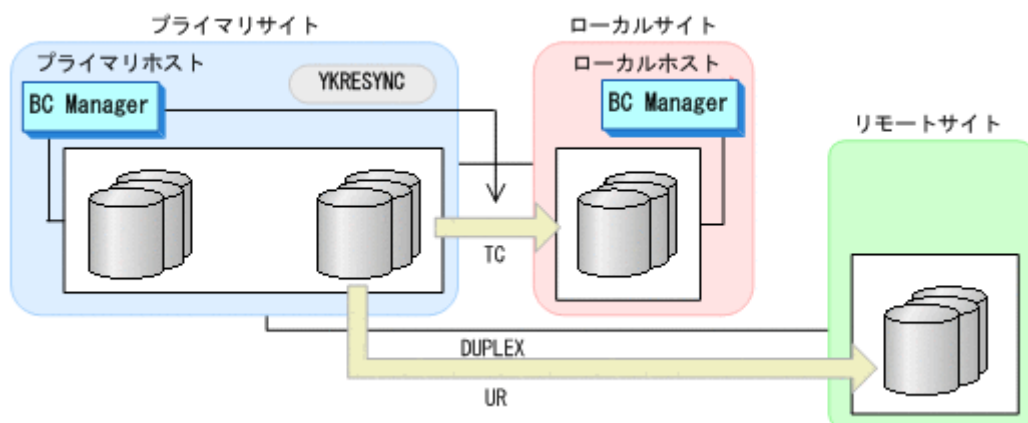 プライマリサイト
ローカルサイト
プライマリホスト
YKRESYNC
ローカルホスト
BC Manager
BC Manager
リモートサイト
TC
DUPLEX
UR